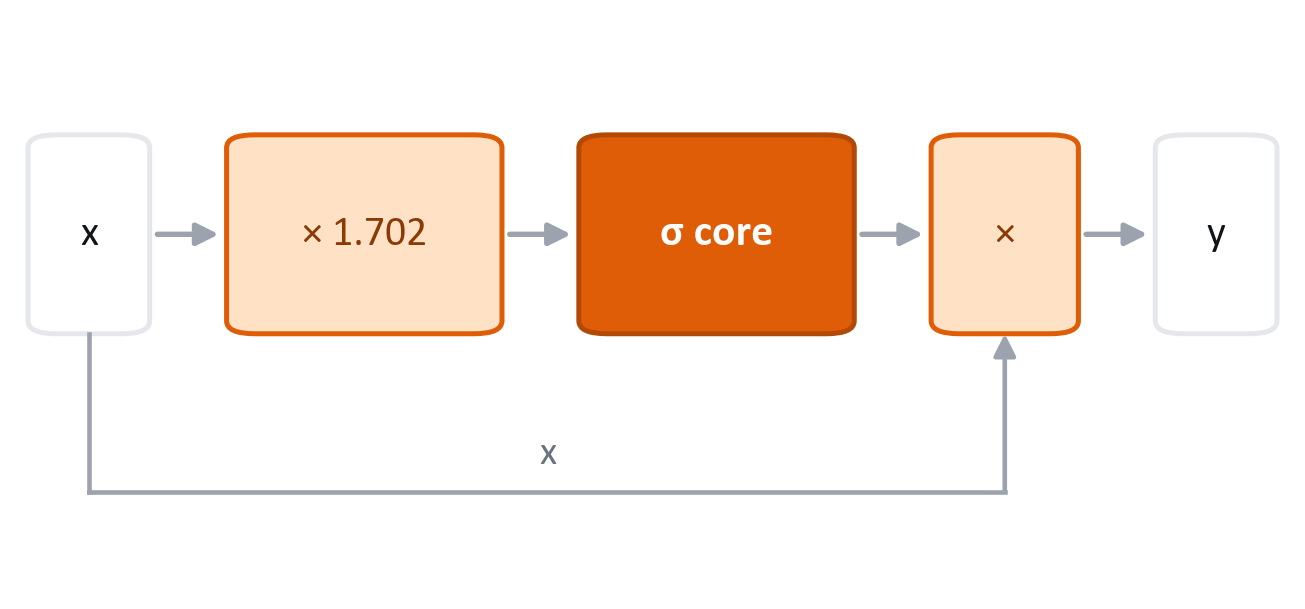 x
× 1.702
σ core
×
y
x